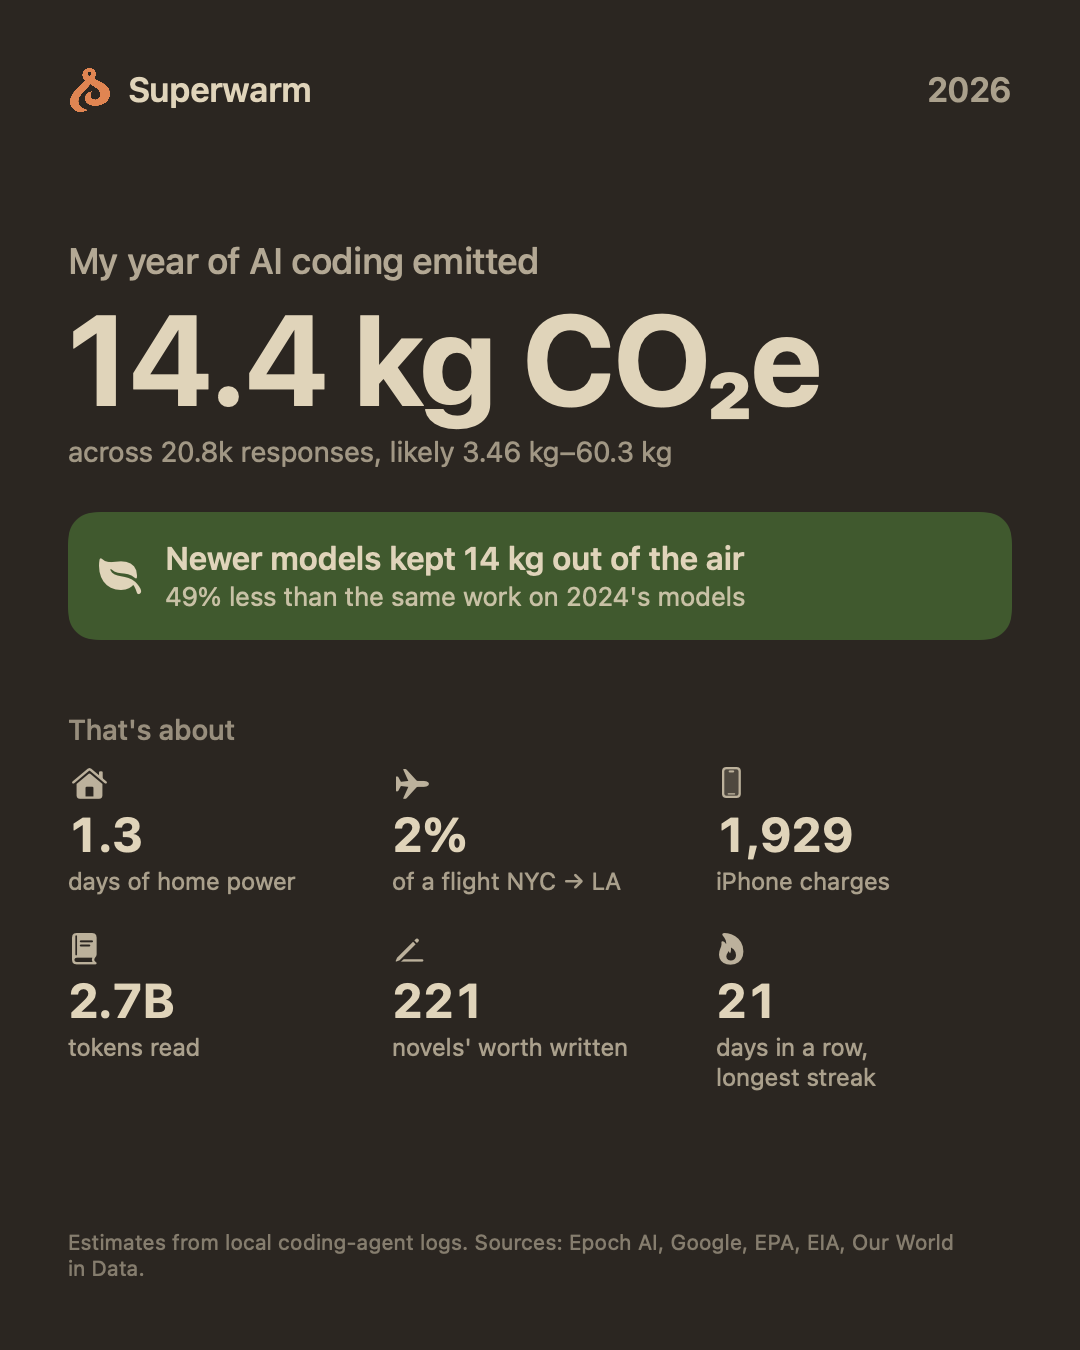 Superwarm
2026
My year of AI coding emitted
14.4 kg CO₂e
across 20.8k responses, likely 3.46 kg–60.3 kg
Newer models kept 14 kg out of the air
49% less than the same work on 2024's models
That's about
1.3
days of home power
2%
of a flight NYC → LA
1,929
iPhone charges
2.7B
tokens read
221
novels' worth written
21
days in a row,
longest streak
Estimates from local coding-agent logs. Sources: Epoch AI, Google, EPA, EIA, Our World
in Data.